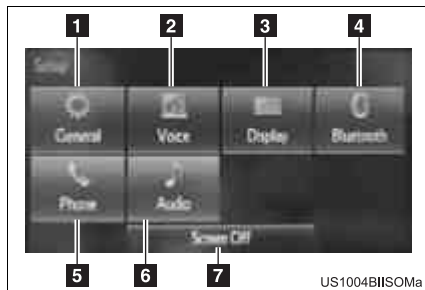 1 2 3 4
Setup
General Voice Display Bluetooth
Phone Audio
Screen Off
5 6 7
US1004BIISOMa